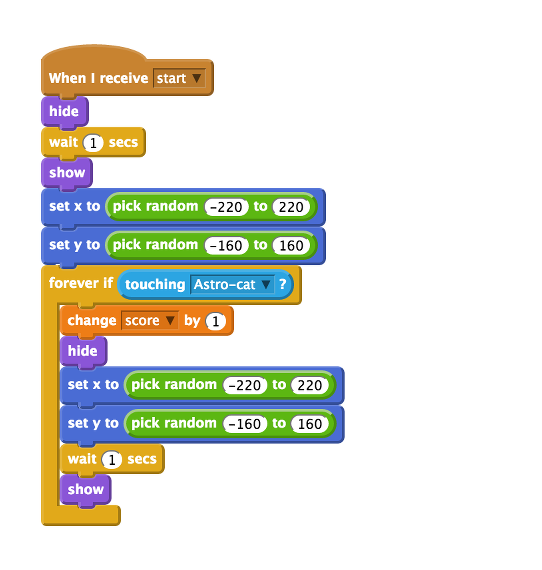 When I receive start
hide
wait 1 secs
show
set x to pick random -220 to 220
set y to pick random -160 to 160
forever if touching Astro-cat ?
change score by 1
hide
set x to pick random -220 to 220
set y to pick random -160 to 160
wait 1 secs
show